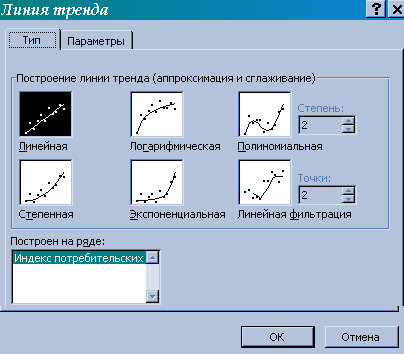 Линия тренда
Тип Параметры
Построение линии тренда (аппроксимация и сглаживание)
Линейная Логарифмическая Полиномиальная
Степень:
2
Степенная Экспоненциальная Линейная фильтрация
Точки:
2
Построен на ряде:
Индекс потребительских
ОК Отмена